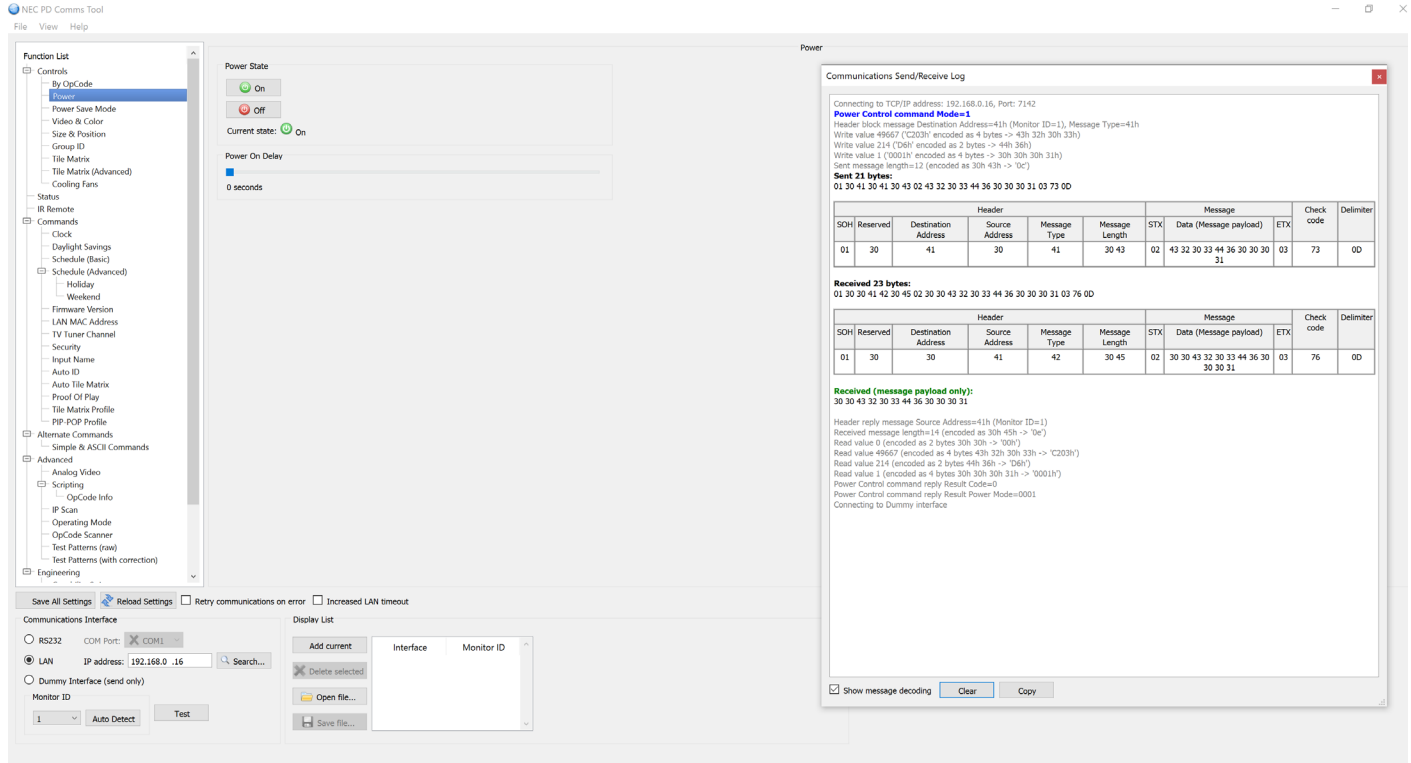 NEC PD Comms Tool
File View Help
Function List
Controls
By OpCode
Power
Power Save Mode
Video & Color
Size & Position
Group ID
Tile Matrix
Tile Matrix (Advanced)
Cooling Fans
Status
IR Remote
Commands
Clock
Daylight Savings
Schedule (Basic)
Schedule (Advanced)
Holiday
Weekend
Firmware Version
LAN MAC Address
TV Tuner Channel
Security
Input Name
Auto ID
Auto Tile Matrix
Proof Of Play
Tile Matrix Profile
PIP-POP Profile
Alternate Commands
Simple & ASCII Commands
Advanced
Analog Video
Scripting
OpCode Info
IP Scan
Operating Mode
OpCode Scanner
Test Patterns (raw)
Test Patterns (with correction)
Engineering
Power
Power State
On
Off
Current state: On
Power On Delay
0 seconds
Communications Send/Receive Log
Connecting to TCP/IP address: 192.168.0.16, Port: 7142
Power Control command Mode=1
Header block message Destination Address=41h (Monitor ID=1), Message Type=41h
Write value 49667 ('C203h' encoded as 4 bytes -> 43h 32h 30h 33h)
Write value 214 ('D6h' encoded as 2 bytes -> 44h 36h)
Write value 1 ('0001h' encoded as 4 bytes -> 30h 30h 30h 31h)
Sent message length=12 (encoded as 30h 43h -> '0c')
Sent 21 bytes:
01 30 41 30 41 30 43 02 43 32 30 33 44 36 30 30 30 31 03 73 0D
Header Message Check code Delimiter
SOH Reserved Destination Address Source Address Message Type Message Length STX Data (Message payload) ETX
01 30 41 30 41 30 43 02 43 32 30 33 44 36 30 30 30 31 03 73 0D
Received 23 bytes:
01 30 30 41 42 30 45 02 30 30 43 32 30 33 44 36 30 30 30 31 03 76 0D
Header Message Check code Delimiter
SOH Reserved Destination Address Source Address Message Type Message Length STX Data (Message payload) ETX
01 30 30 41 42 30 45 02 30 30 43 32 30 33 44 36 30 30 30 31 03 76 0D
Received (message payload only):
30 30 43 32 30 33 44 36 30 30 30 31
Header reply message Source Address=41h (Monitor ID=1)
Received message length=14 (encoded as 30h 45h -> '0e')
Read value 0 (encoded as 2 bytes 30h 30h -> '00h')
Read value 49667 (encoded as 4 bytes 43h 32h 30h 33h -> 'C203h')
Read value 214 (encoded as 2 bytes 44h 36h -> 'D6h')
Read value 1 (encoded as 4 bytes 30h 30h 30h 31h -> '0001h')
Power Control command reply Result Code=0
Power Control command reply Result Power Mode=0001
Connecting to Dummy interface
Show message decoding Clear Copy
Save All Settings Reload Settings Retry communications on error Increased LAN timeout
Communications Interface
RS232 COM Port: COM1
LAN IP address: 192.168.0 .16 Search...
Dummy Interface (send only)
Monitor ID
1 Auto Detect Test
Display List
Add current
Delete selected
Open file...
Save file...
Interface Monitor ID